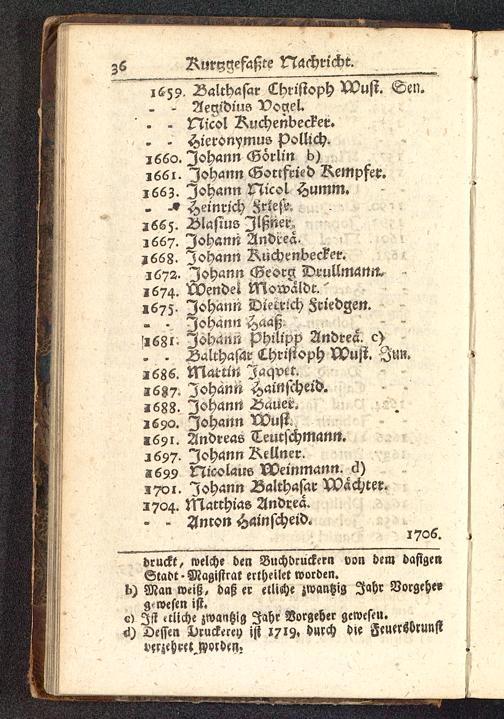 36 Kurtzgefaßte Nachricht.
1659. Balthasar Christoph Wust. Sen.
- - Aegidius Vogel.
- - Nicol Kuchenbecker.
- - Hieronymus Pollich.
1660. Johann Görlin b)
1661. Johann Gottfried Kempfer.
1663. Johann Nicol Humm.
- - Heinrich Friese.
1665. Blasius Ilßner.
1667. Johann Andreä.
1668. Johann Kuchenbecker.
1672. Johann Georg Drullmann.
1674. Wendel Mowäldt.
1675. Johann Dietrich Friedgen.
- - Johann Haaß.
1681. Johann Philipp Andreä. c)
- - Balthasar Christoph Wust. Jun.
1686. Martin Jaqvet.
1687. Johann Hainscheid.
1688. Johann Bauer.
1690. Johann Wust.
1691. Andreas Teutschmann.
1697. Johann Kellner.
1699 Nicolaus Weinmann. d)
1701. Johann Balthasar Wächter.
1704. Matthias Andreä.
- - Anton Hainscheid.
1706.
druckt, welche den Buchdruckern von dem dasigen
Stadt-Magistrat ertheilet worden.
b) Man weiß, daß er etliche zwantzig Jahr Vorgeher
gewesen ist.
c) Ist etliche zwantzig Jahr Vorgeher gewesen.
d) Dessen Druckerey ist 1719. durch die Feuersbrunst
verzehret worden.